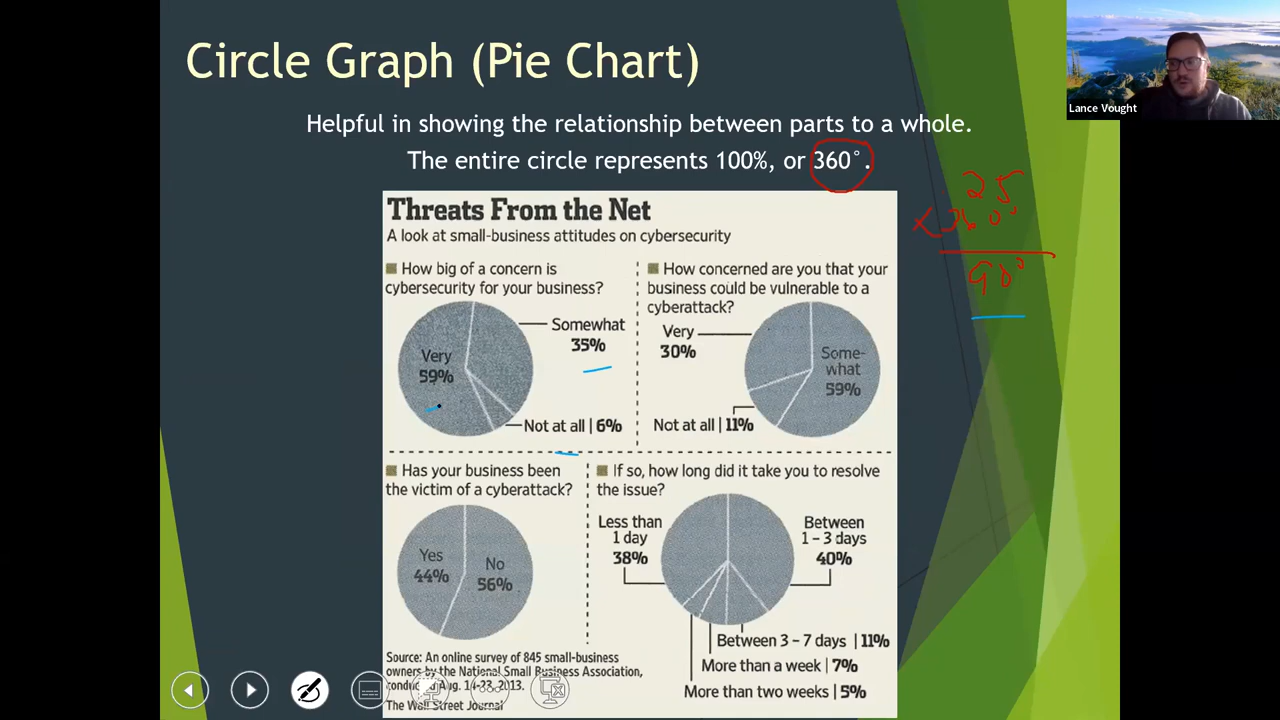 Circle Graph (Pie Chart)
Lance Vought
Helpful in showing the relationship between parts to a whole.
The entire circle represents 100%, or 360°.
25
x 360°
90°
Threats From the Net
A look at small-business attitudes on cybersecurity
How big of a concern is
cybersecurity for your business?
Somewhat
35%
Very
59%
Not at all | 6%
How concerned are you that your
business could be vulnerable to a
cyberattack?
Very
30%
Some-
what
59%
Not at all | 11%
Has your business been
the victim of a cyberattack?
Yes
44%
No
56%
If so, how long did it take you to resolve
the issue?
Less than
1 day
38%
Between
1 – 3 days
40%
Between 3 – 7 days | 11%
More than a week | 7%
More than two weeks | 5%
Source: An online survey of 845 small-business
owners by the National Small Business Association,
Aug. 14-23, 2013.
The Wall Street Journal